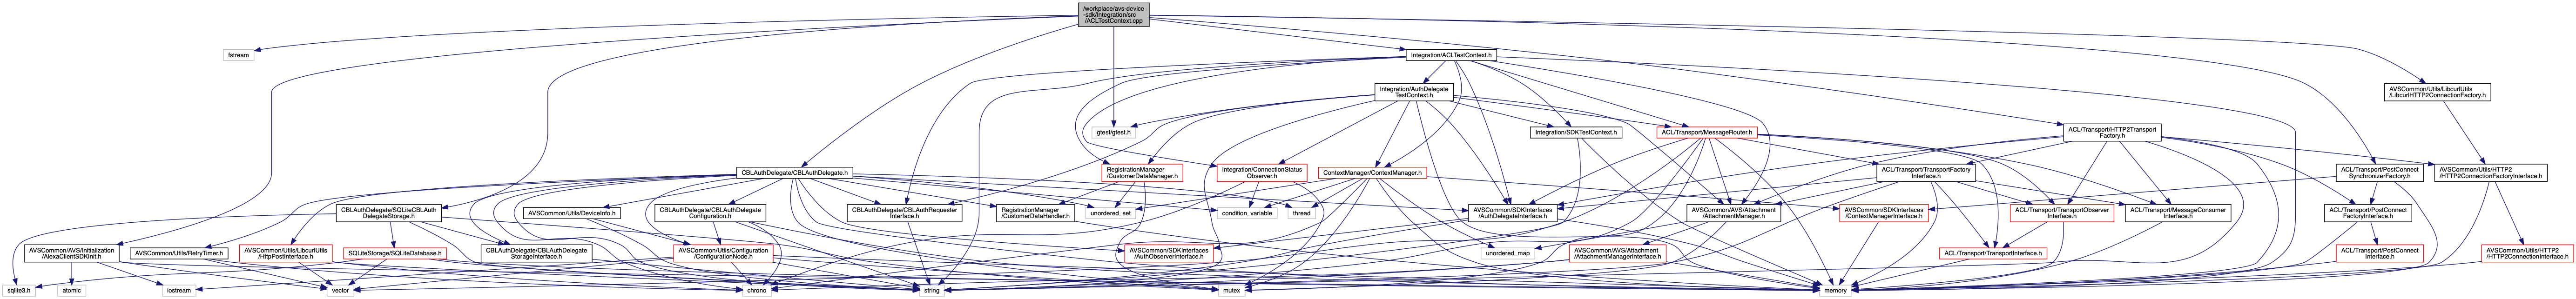 /workplace/avs-device
-sdk/Integration/src
/ACLTestContext.cpp
fstream
Integration/ACLTestContext.h
Integration/AuthDelegate
TestContext.h
AVSCommon/Utils/LibcurlUtils
/LibcurlHTTP2ConnectionFactory.h
gtest/gtest.h
Integration/SDKTestContext.h
ACL/Transport/MessageRouter.h
ACL/Transport/HTTP2Transport
Factory.h
CBLAuthDelegate/CBLAuthDelegate.h
RegistrationManager
/CustomerDataManager.h
Integration/ConnectionStatus
Observer.h
ContextManager/ContextManager.h
ACL/Transport/TransportFactory
Interface.h
ACL/Transport/PostConnect
SynchronizerFactory.h
AVSCommon/Utils/HTTP2
/HTTP2ConnectionFactoryInterface.h
CBLAuthDelegate/SQLiteCBLAuth
DelegateStorage.h
AVSCommon/Utils/DeviceInfo.h
CBLAuthDelegate/CBLAuthDelegate
Configuration.h
CBLAuthDelegate/CBLAuthRequester
Interface.h
RegistrationManager
/CustomerDataHandler.h
unordered_set
condition_variable
thread
AVSCommon/SDKInterfaces
/AuthDelegateInterface.h
AVSCommon/AVS/Attachment
/AttachmentManager.h
AVSCommon/SDKInterfaces
/ContextManagerInterface.h
ACL/Transport/TransportObserver
Interface.h
ACL/Transport/MessageConsumer
Interface.h
ACL/Transport/PostConnect
FactoryInterface.h
AVSCommon/AVS/Initialization
/AlexaClientSDKInit.h
AVSCommon/Utils/RetryTimer.h
AVSCommon/Utils/LibcurlUtils
/HttpPostInterface.h
SQLiteStorage/SQLiteDatabase.h
CBLAuthDelegate/CBLAuthDelegate
StorageInterface.h
AVSCommon/Utils/Configuration
/ConfigurationNode.h
AVSCommon/SDKInterfaces
/AuthObserverInterface.h
unordered_map
AVSCommon/AVS/Attachment
/AttachmentManagerInterface.h
ACL/Transport/TransportInterface.h
ACL/Transport/PostConnect
Interface.h
AVSCommon/Utils/HTTP2
/HTTP2ConnectionInterface.h
sqlite3.h
atomic
iostream
vector
chrono
string
mutex
memory